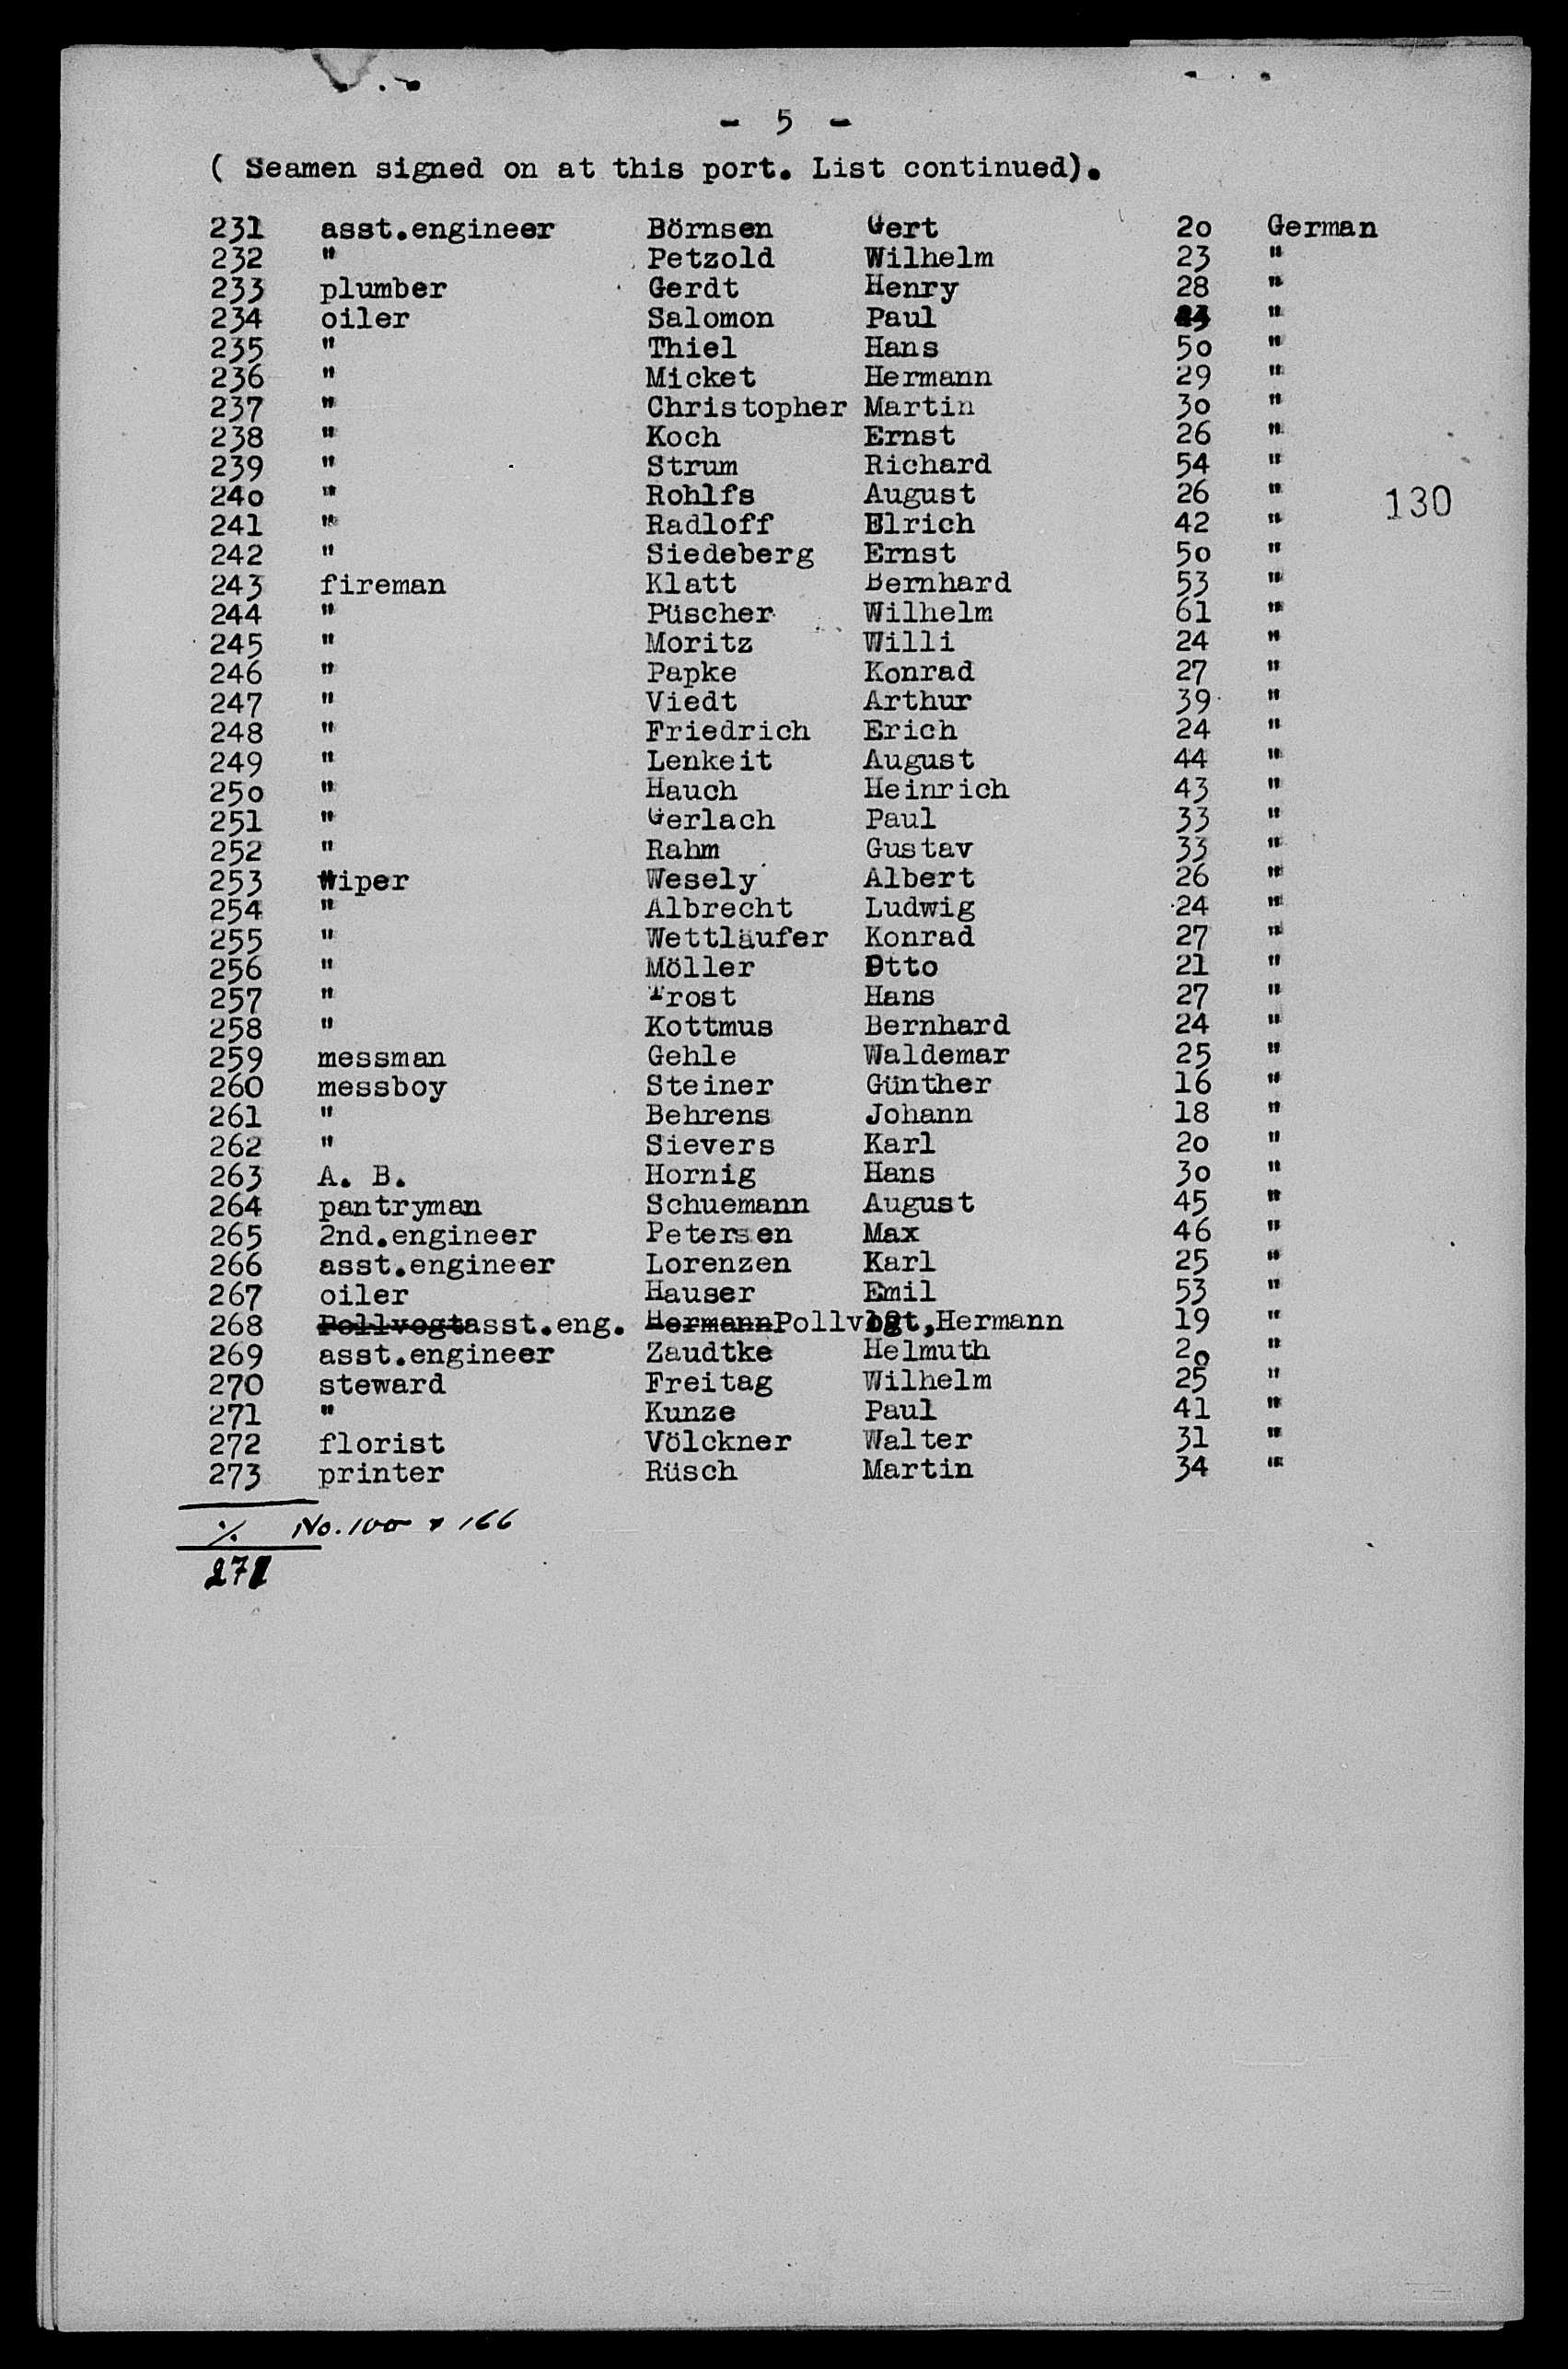 - 5 -
( Seamen signed on at this port. List continued).
231 asst.engineer Börnsen Gert 20 German
232 " Petzold Wilhelm 23 "
233 plumber Gerdt Henry 28 "
234 oiler Salomon Paul "
235 " Thiel Hans 50 "
236 " Micket Hermann 29 "
237 " Christopher Martin 30 "
238 " Koch Ernst 26 "
239 " Strum Richard 54 "
240 " Rohlfs August 26 "
130
241 " Radloff Elrich 42 "
242 " Siedeberg Ernst 50 "
243 fireman Klatt Bernhard 53 "
244 " Püscher Wilhelm 61 "
245 " Moritz Willi 24 "
246 " Papke Konrad 27 "
247 " Viedt Arthur 39 "
248 " Friedrich Erich 24 "
249 " Lenkeit August 44 "
250 " Hauch Heinrich 43 "
251 " Gerlach Paul 33 "
252 " Rahm Gustav 33 "
253 wiper Wesely Albert 26 "
254 " Albrecht Ludwig 24 "
255 " Wettläufer Konrad 27 "
256 " Möller Otto 21 "
257 " Trost Hans 27 "
258 " Kottmus Bernhard 24 "
259 messman Gehle Waldemar 25 "
260 messboy Steiner Günther 16 "
261 " Behrens Johann 18 "
262 " Sievers Karl 20 "
263 A. B. Hornig Hans 30 "
264 pantryman Schuemann August 45 "
265 2nd.engineer Petersen Max 46 "
266 asst.engineer Lorenzen Karl 25 "
267 oiler Hauser Emil 53 "
268 Pollvogt asst.eng. Hermann Pollvogt,Hermann 19 "
269 asst.engineer Zaudtke Helmuth 20 "
270 steward Freitag Wilhelm 25 "
271 " Kunze Paul 41 "
272 florist Völckner Walter 31 "
273 printer Rüsch Martin 34 "
./. No. 100 + 166
271